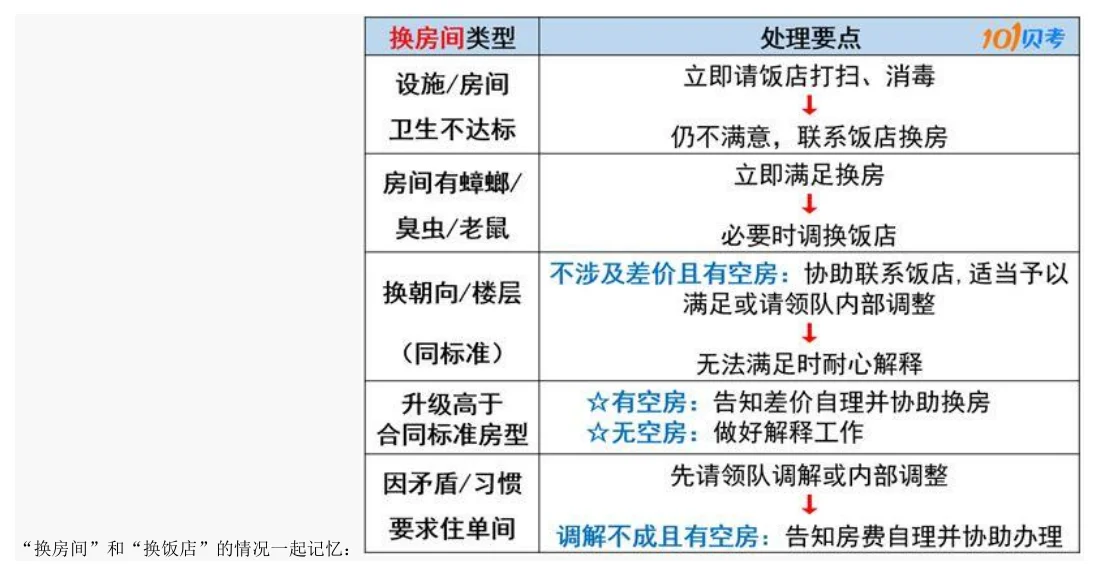 换房间类型
处理要点
101贝考
设施/房间
卫生不达标
立即请饭店打扫、消毒
↓
仍不满意，联系饭店换房
房间有蟑螂/
臭虫/老鼠
立即满足换房
↓
必要时调换饭店
换朝向/楼层
（同标准）
不涉及差价且有空房：协助联系饭店,适当予以
满足或请领队内部调整
↓
无法满足时耐心解释
升级高于
合同标准房型
☆有空房：告知差价自理并协助换房
☆无空房：做好解释工作
因矛盾/习惯
要求住单间
先请领队调解或内部调整
↓
调解不成且有空房：告知房费自理并协助办理
“换房间”和“换饭店”的情况一起记忆：